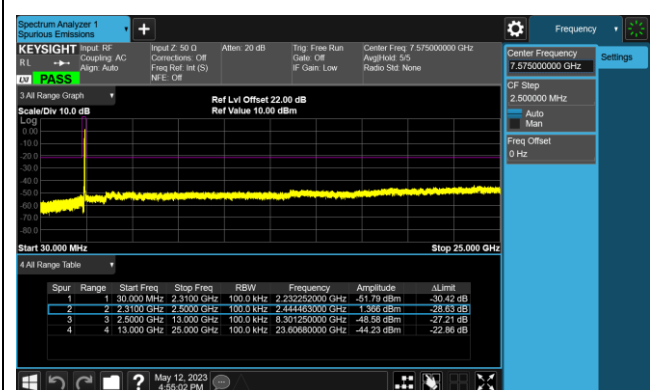 Spectrum Analyzer 1
Spurious Emissions
Frequency
KEYSIGHT Input: RF Input Z: 50 Ω Atten: 20 dB Trig: Free Run Center Freq: 7.575000000 GHz
RL Coupling: AC Corrections: Off Gate: Off Avg|Hold: 5/5
Align: Auto Freq Ref: Int (S) IF Gain: Low Radio Std: None
PASS NFE: Off
Center Frequency
7.575000000 GHz
Settings
CF Step
2.500000 MHz
Auto
Man
Freq Offset
0 Hz
3 All Range Graph
Ref Lvl Offset 22.00 dB
Scale/Div 10.0 dB Ref Value 10.00 dBm
Log
0.00
-10.0
-20.0
-30.0
-40.0
-50.0
-60.0
-70.0
-80.0
Start 30.000 MHz Stop 25.000 GHz
4 All Range Table
Spur Range Start Freq Stop Freq RBW Frequency Amplitude ΔLimit
1 1 30.000 MHz 2.3100 GHz 100.0 kHz 2.232252000 GHz -51.79 dBm -30.42 dB
2 2 2.3100 GHz 2.5000 GHz 100.0 kHz 2.444463000 GHz 1.366 dBm -28.63 dB
3 3 2.5000 GHz 13.000 GHz 100.0 kHz 8.301250000 GHz -48.58 dBm -27.21 dB
4 4 13.000 GHz 25.000 GHz 100.0 kHz 23.60680000 GHz -44.23 dBm -22.86 dB
May 12, 2023
4:55:02 PM